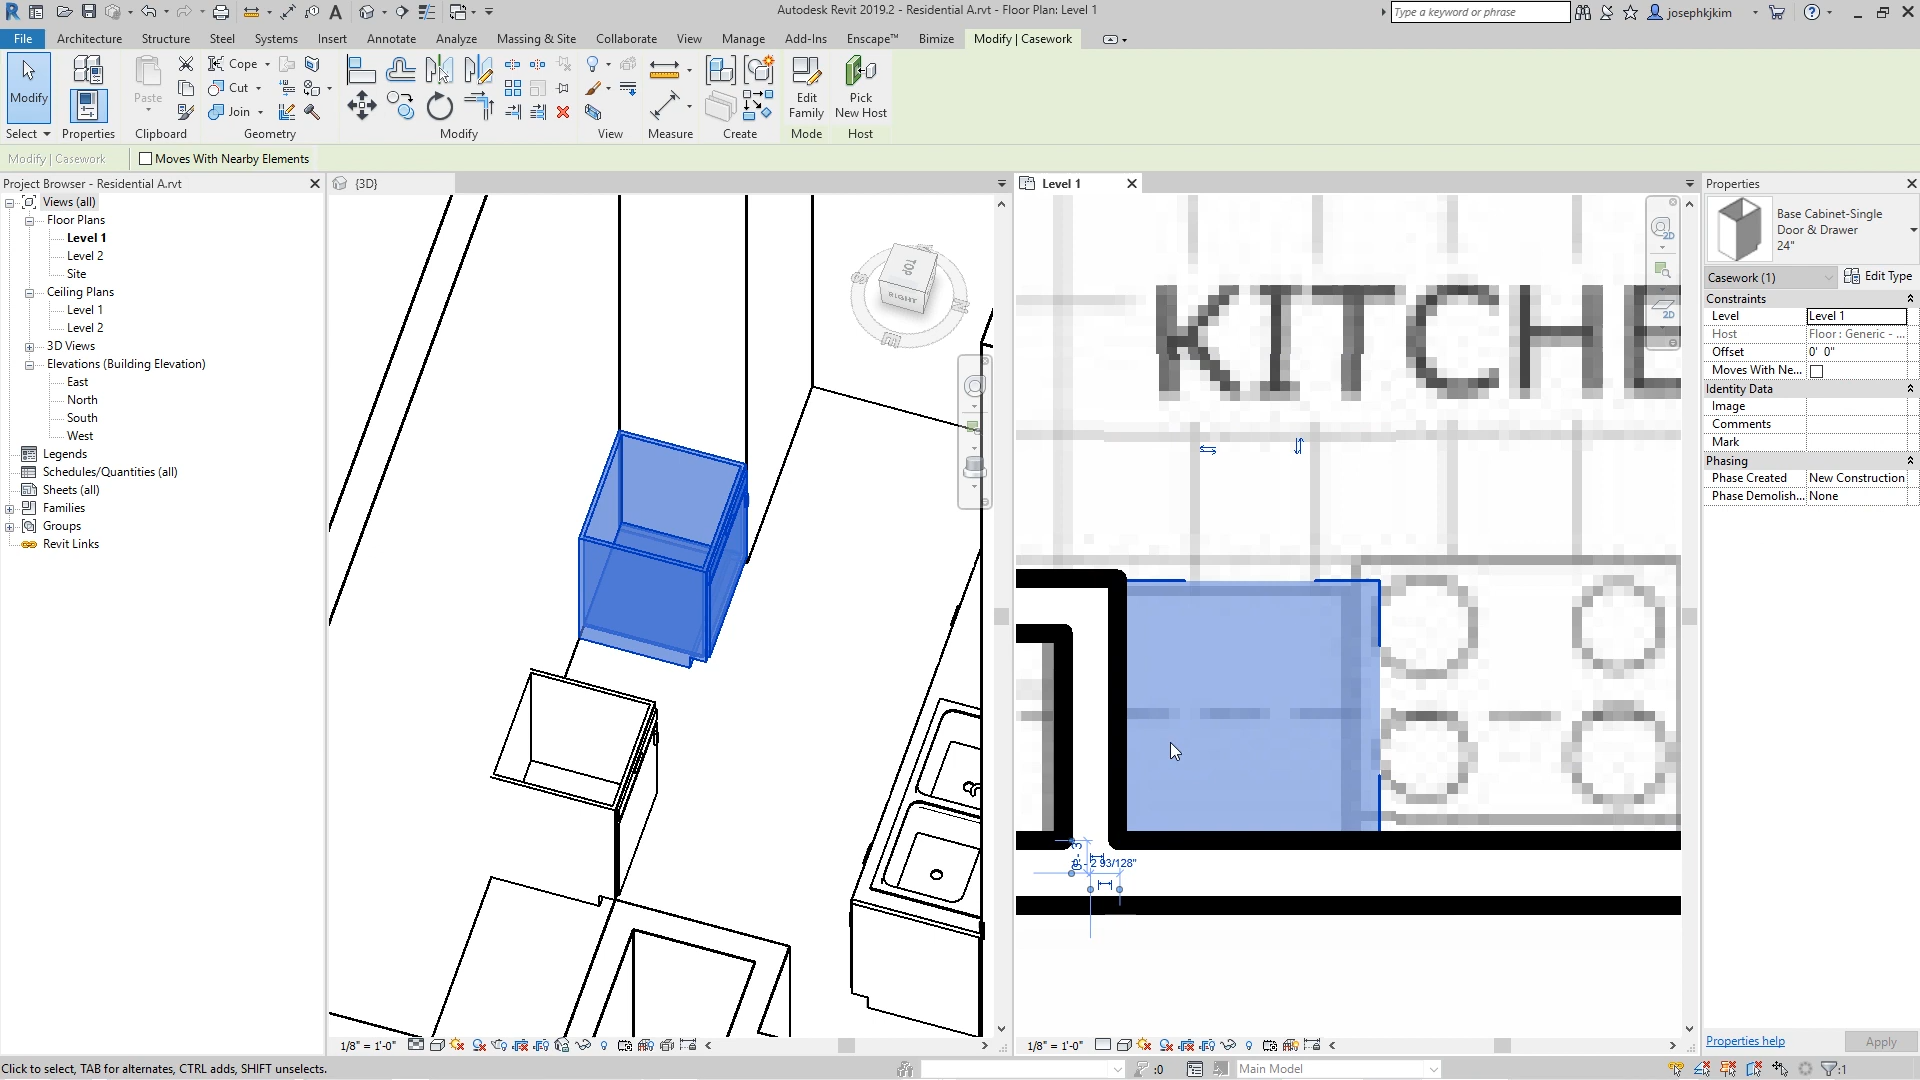 Autodesk Revit 2019.2 - Residential A.rvt - Floor Plan: Level 1
Type a keyword or phrase
josephkjkim
File
Architecture
Structure
Steel
Systems
Insert
Annotate
Analyze
Massing & Site
Collaborate
View
Manage
Add-Ins
Enscape™
Bimize
Modify | Casework
Modify
Paste
Cope
Cut
Join
Edit
Family
Pick
New Host
Select
Properties
Clipboard
Geometry
Modify
View
Measure
Create
Mode
Host
Modify | Casework
Moves With Nearby Elements
Project Browser - Residential A.rvt
Views (all)
Floor Plans
Level 1
Level 2
Site
Ceiling Plans
Level 1
Level 2
3D Views
Elevations (Building Elevation)
East
North
South
West
Legends
Schedules/Quantities (all)
Sheets (all)
Families
Groups
Revit Links
{3D}
TOP
RIGHT
Level 1
2D
2D
KITCHE
2 93/128"
Properties
Base Cabinet-Single
Door & Drawer
24"
Casework (1)
Edit Type
Constraints
Level
Level 1
Host
Floor : Generic - ...
Offset
0'  0"
Moves With Ne...
Identity Data
Image
Comments
Mark
Phasing
Phase Created
New Construction
Phase Demolish...
None
Properties help
Apply
1/8" = 1'-0"
1/8" = 1'-0"
Click to select, TAB for alternates, CTRL adds, SHIFT unselects.
:0
Main Model
:1